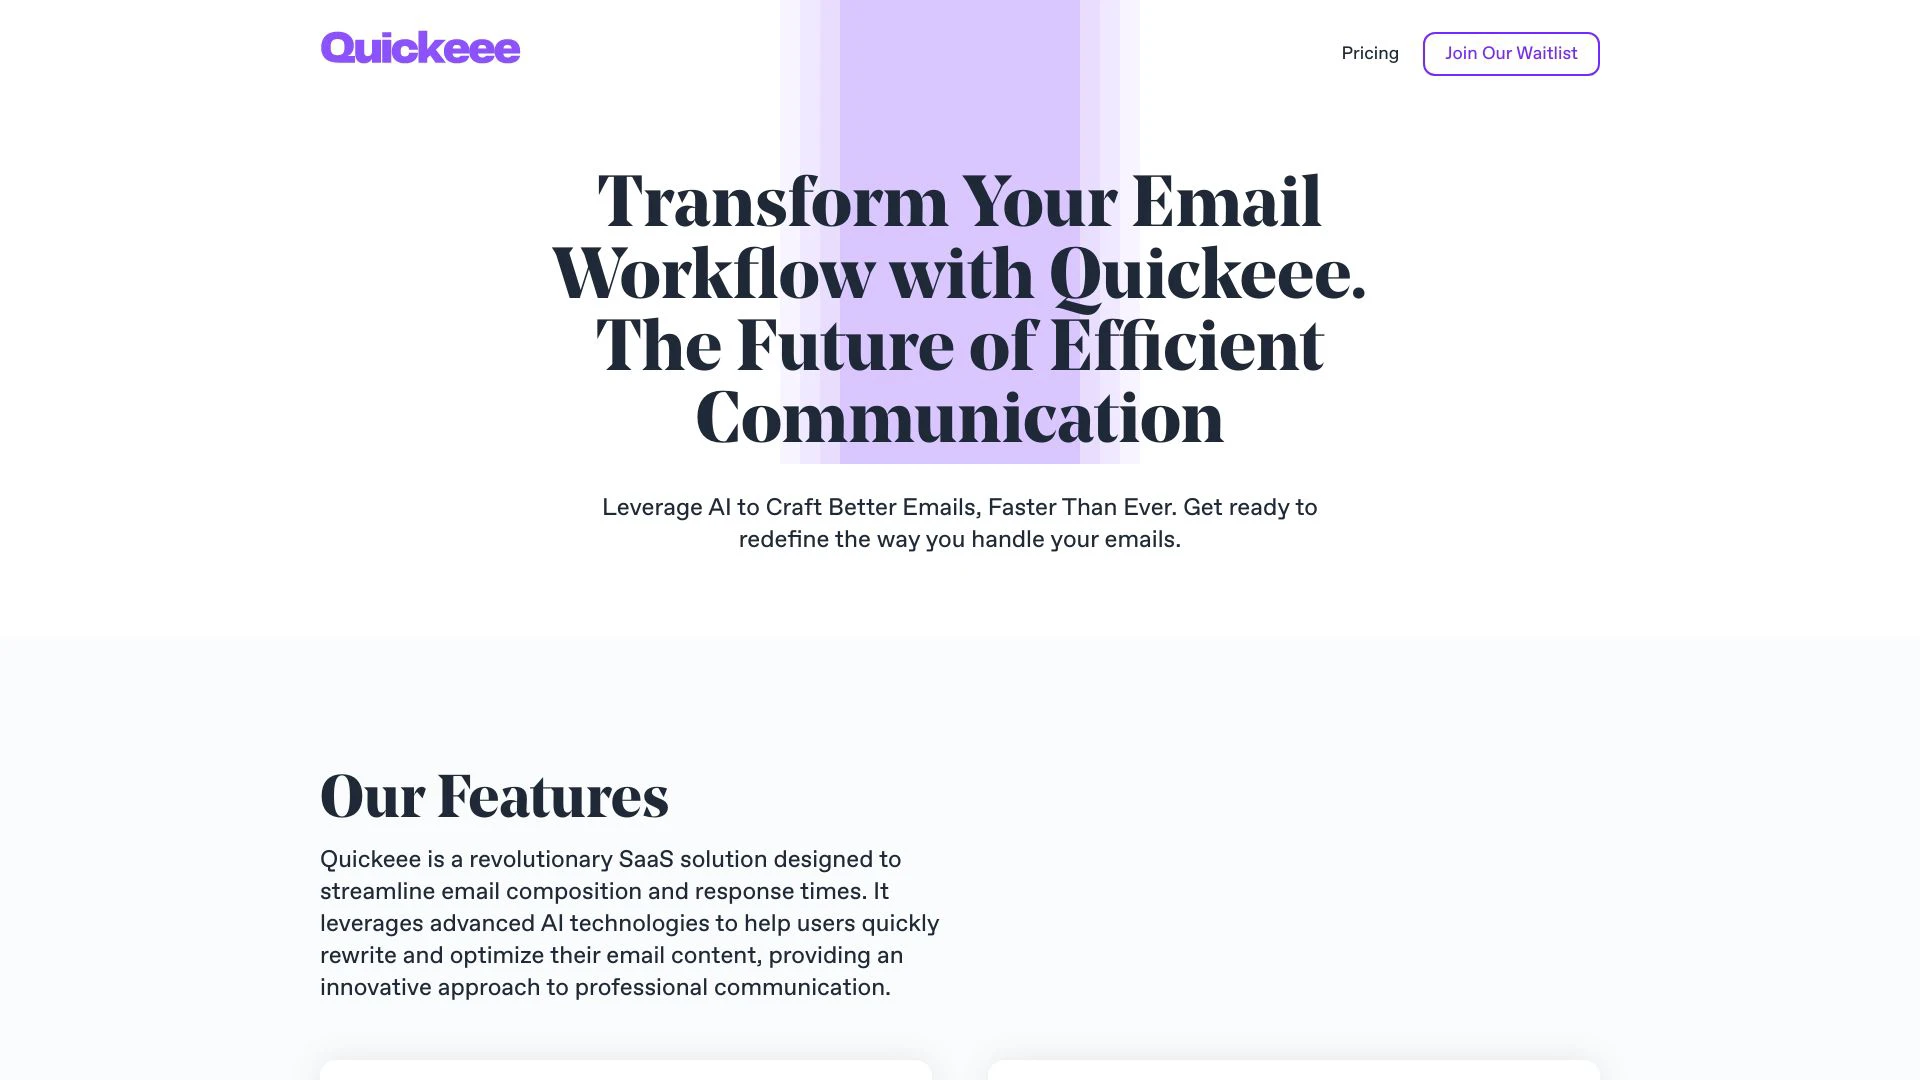 Quickeee
Pricing
Join Our Waitlist
Transform Your Email
Workflow with Quickeee.
The Future of Efficient
Communication
Leverage AI to Craft Better Emails, Faster Than Ever. Get ready to
redefine the way you handle your emails.
Our Features
Quickeee is a revolutionary SaaS solution designed to
streamline email composition and response times. It
leverages advanced AI technologies to help users quickly
rewrite and optimize their email content, providing an
innovative approach to professional communication.